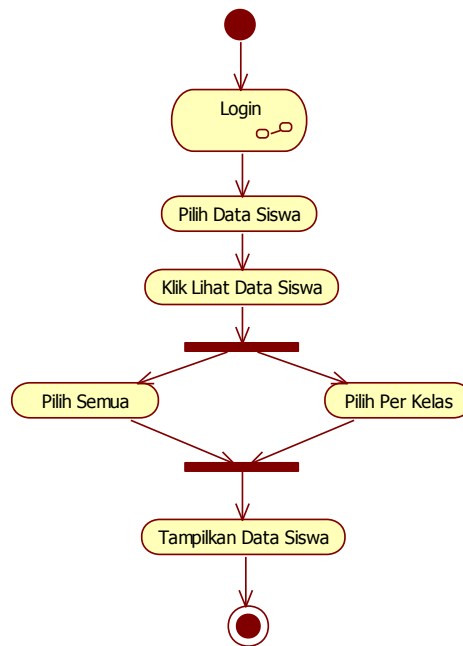 Login
Pilih Data Siswa
Klik Lihat Data Siswa
Pilih Semua
Pilih Per Kelas
Tampilkan Data Siswa